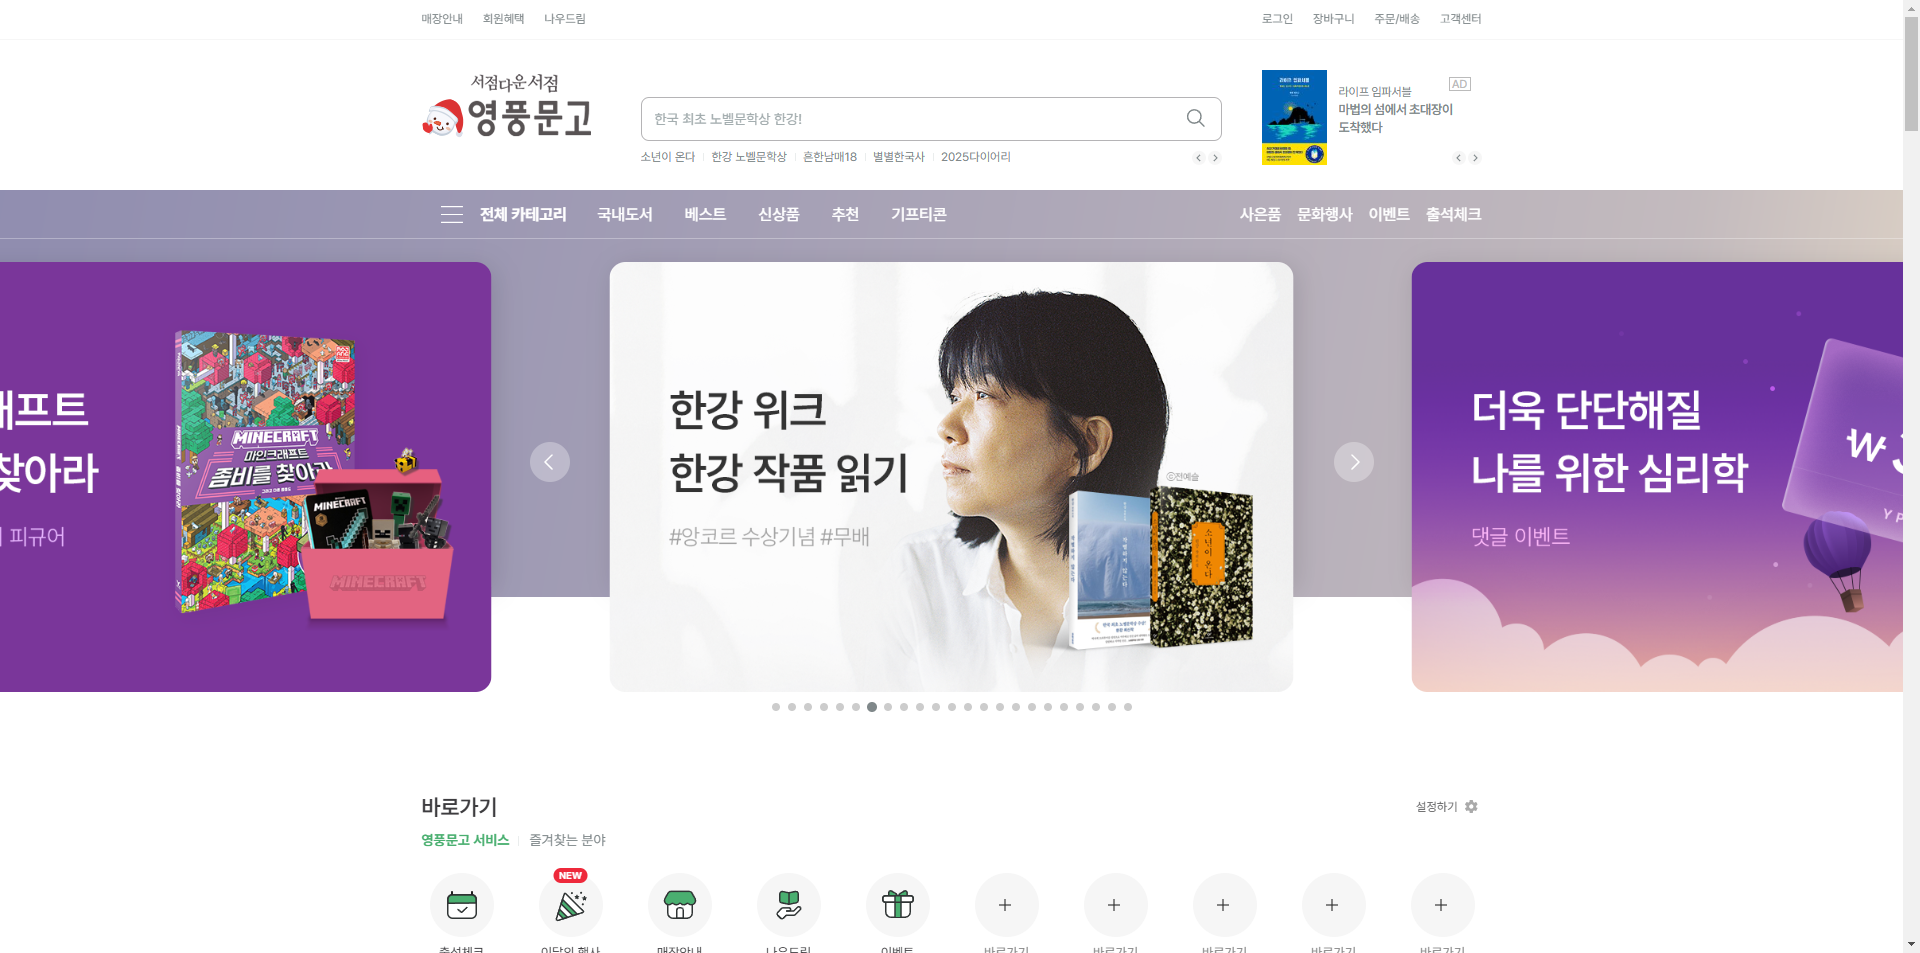 매장안내 회원혜택 나우드림
로그인 장바구니 주문/배송 고객센터
서점다운서점
영풍문고
한국 최초 노벨문학상 한강!
소년이 온다 한강 노벨문학상 흔한남매18 별별한국사 2025다이어리
라이프 임파서블
AD
마법의 섬에서 초대장이
도착했다
전체 카테고리 국내도서 베스트 신상품 추천 기프티콘
사은품 문화행사 이벤트 출석체크
래프트
찾아라
피규어
MINECRAFT
마인크래프트
좀비를 찾아라
MINECRAFT
MINECRAFT
한강 위크
한강 작품 읽기
#앙코르 수상기념 #무배
ⓒ전예슬
소년이 온다
더욱 단단해질
나를 위한 심리학
댓글 이벤트
바로가기
설정하기
영풍문고 서비스 즐겨찾는 분야
NEW
출석체크 이달의 행사 매장안내 나우드림 이벤트 바로가기 바로가기 바로가기 바로가기 바로가기